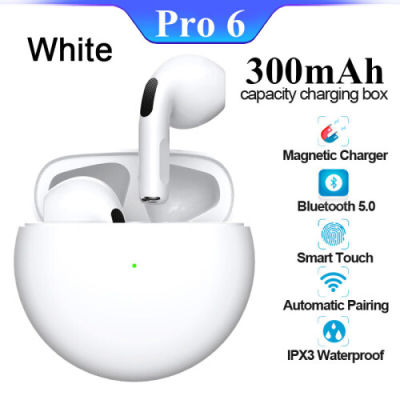 Pro 6
White
300mAh
capacity charging box
Magnetic Charger
Bluetooth 5.0
Smart Touch
Automatic Pairing
IPX3 Waterproof